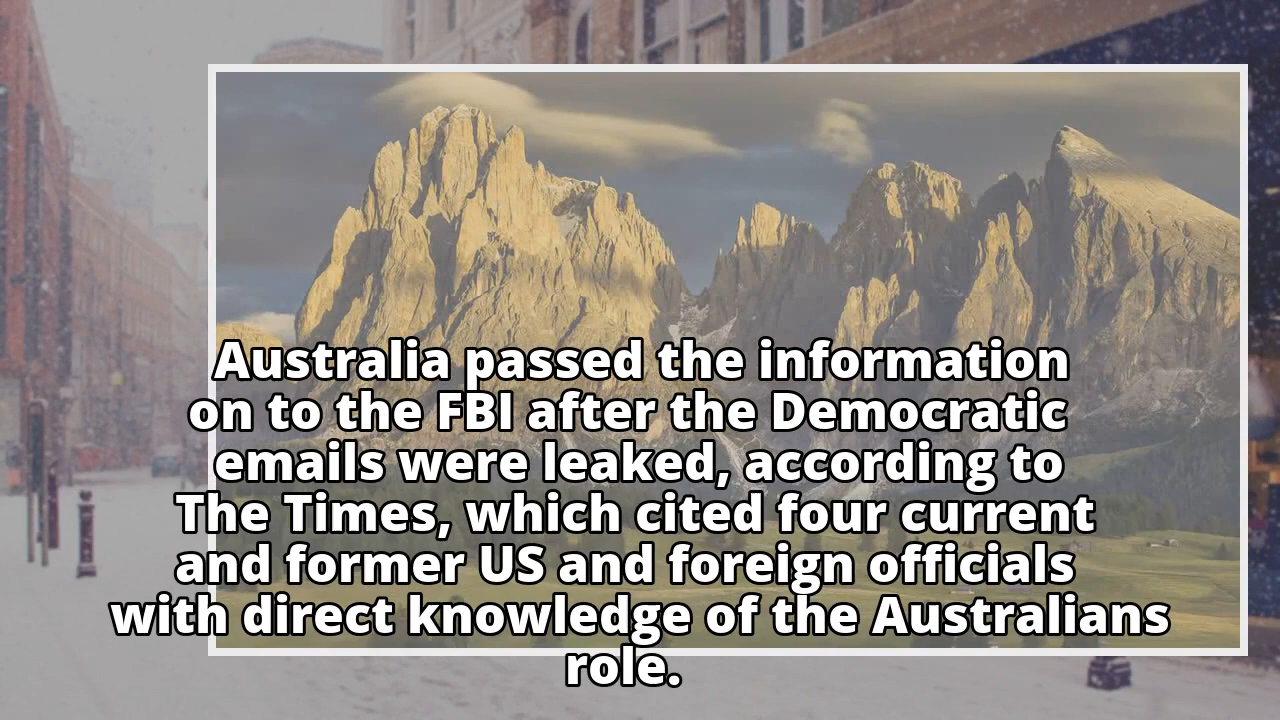 Australia passed the information
on to the FBI after the Democratic
emails were leaked, according to
The Times, which cited four current
and former US and foreign officials
with direct knowledge of the Australians
role.